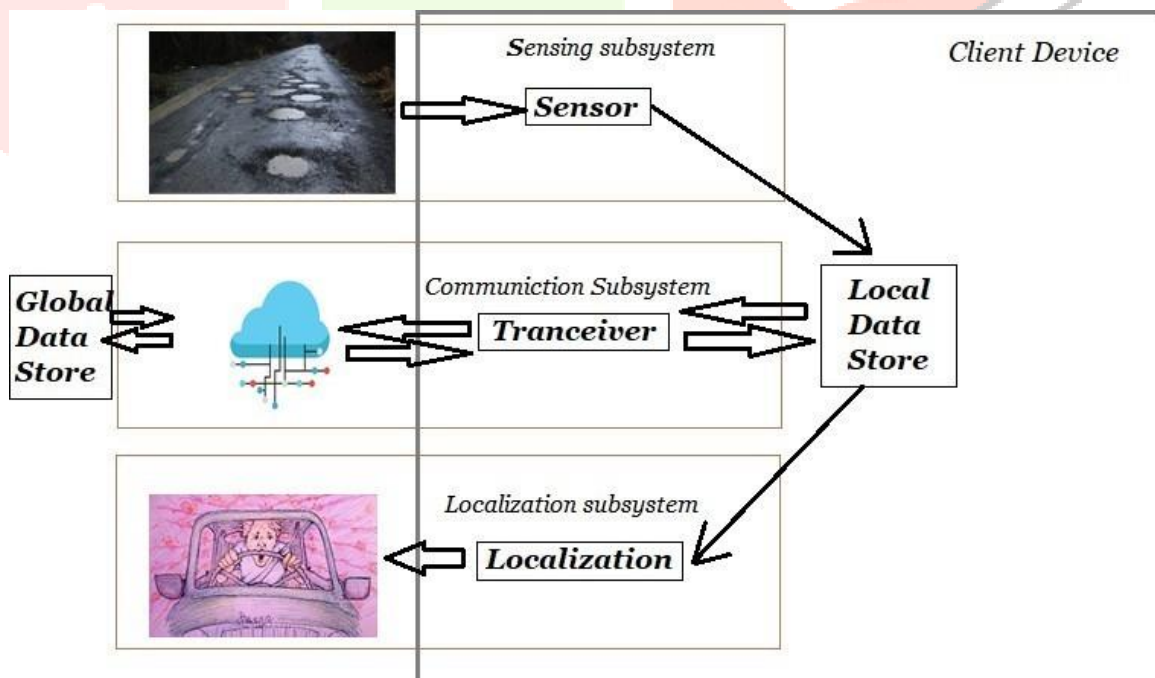 Sensing subsystem
Client Device
Sensor
Communiction Subsystem
Global
Data
Store
Tranceiver
Local
Data
Store
Localization subsystem
Localization